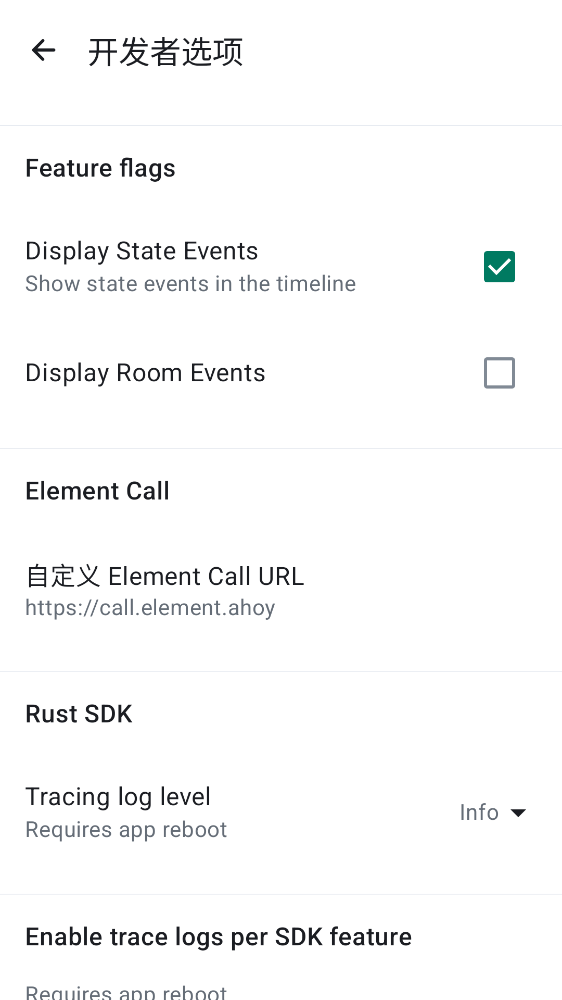 开发者选项
Feature flags
Display State Events
Show state events in the timeline
Display Room Events
Element Call
自定义 Element Call URL
https://call.element.ahoy
Rust SDK
Tracing log level
Requires app reboot
Info
Enable trace logs per SDK feature
Requires app reboot